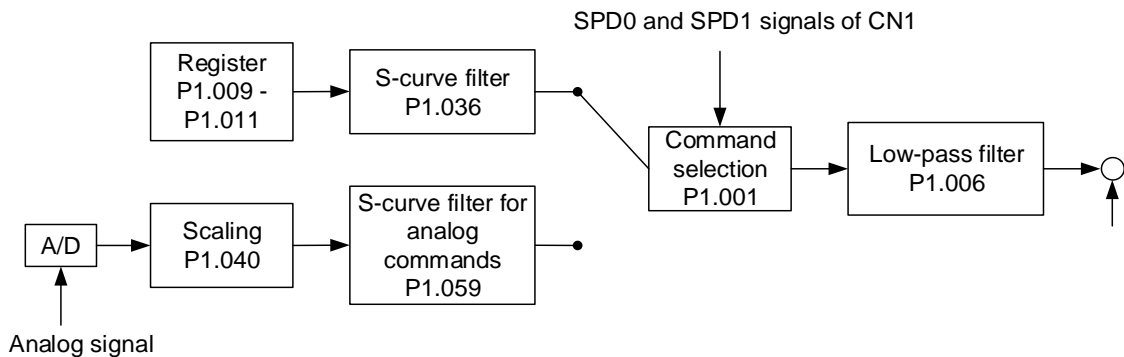 SPD0 and SPD1 signals of CN1
Register
P1.009 -
P1.011
S-curve filter
P1.036
Command
selection
P1.001
Low-pass filter
P1.006
A/D
Scaling
P1.040
S-curve filter for
analog
commands
P1.059
Analog signal